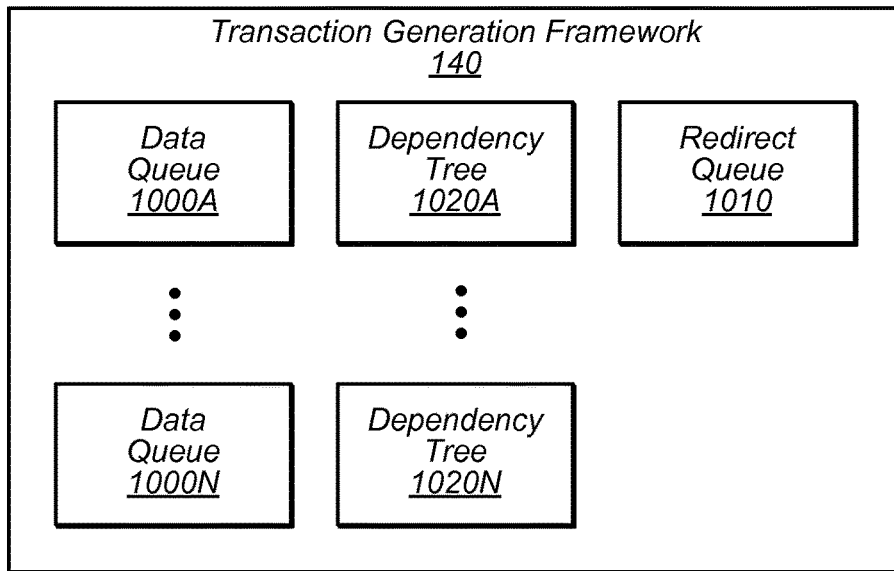 Transaction Generation Framework
140
Data
Queue
1000A
Dependency
Tree
1020A
Redirect
Queue
1010
Data
Queue
1000N
Dependency
Tree
1020N